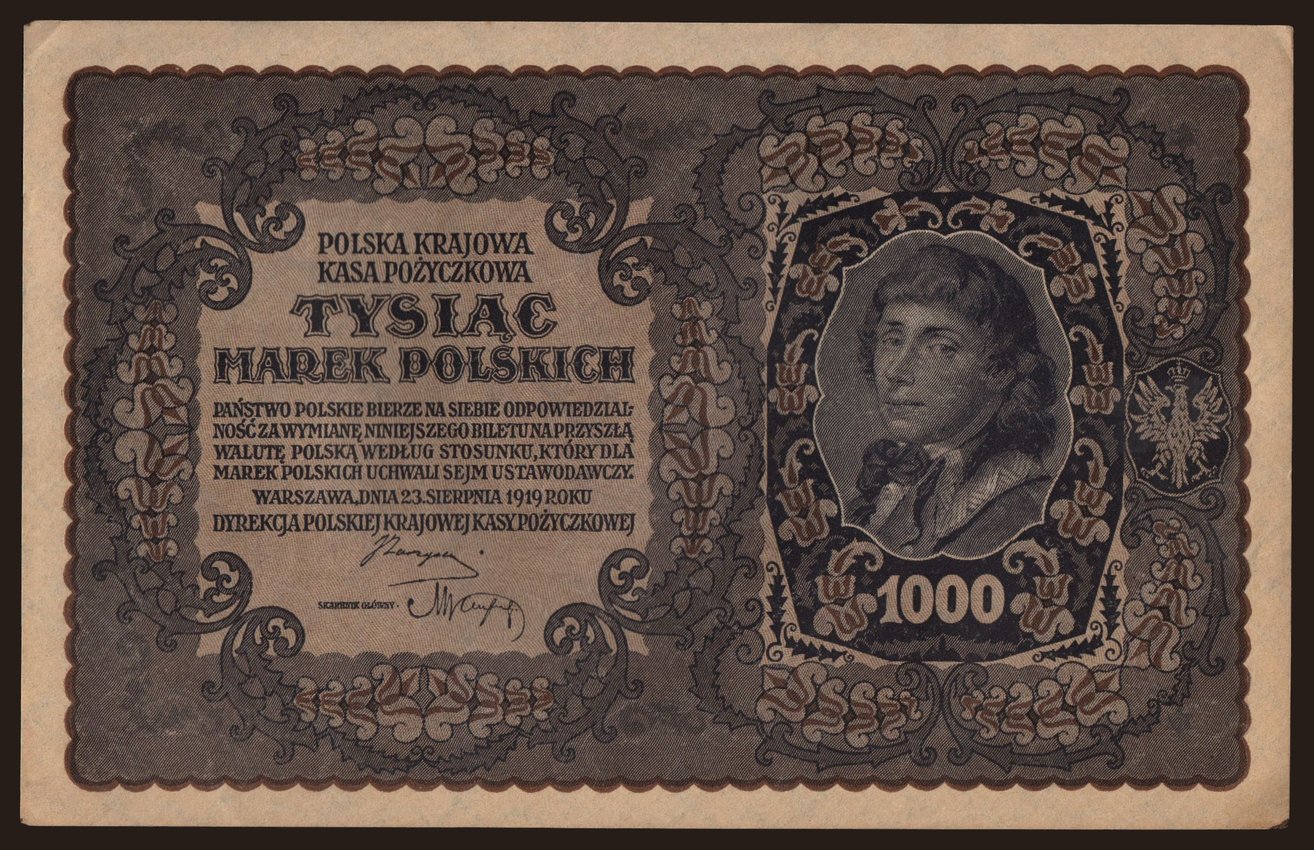 POLSKA KRAJOWA
KASA POŻYCZKOWA
TYSIĄC
MAREK POLSKICH
PAŃSTWO POLSKIE BIERZE NA SIEBIE ODPOWIEDZIAL-
NOŚĆ ZA WYMIANĘ NINIEJSZEGO BILETU NA PRZYSZŁĄ
WALUTĘ POLSKĄ WEDŁUG STOSUNKU, KTÓRY DLA
MAREK POLSKICH UCHWALI SEJM USTAWODAWCZY.
WARSZAWA, DNIA 23. SIERPNIA 1919 ROKU
DYREKCJA POLSKIEJ KRAJOWEJ KASY POŻYCZKOWEJ
SKARBNIK GŁÓWNY
1000